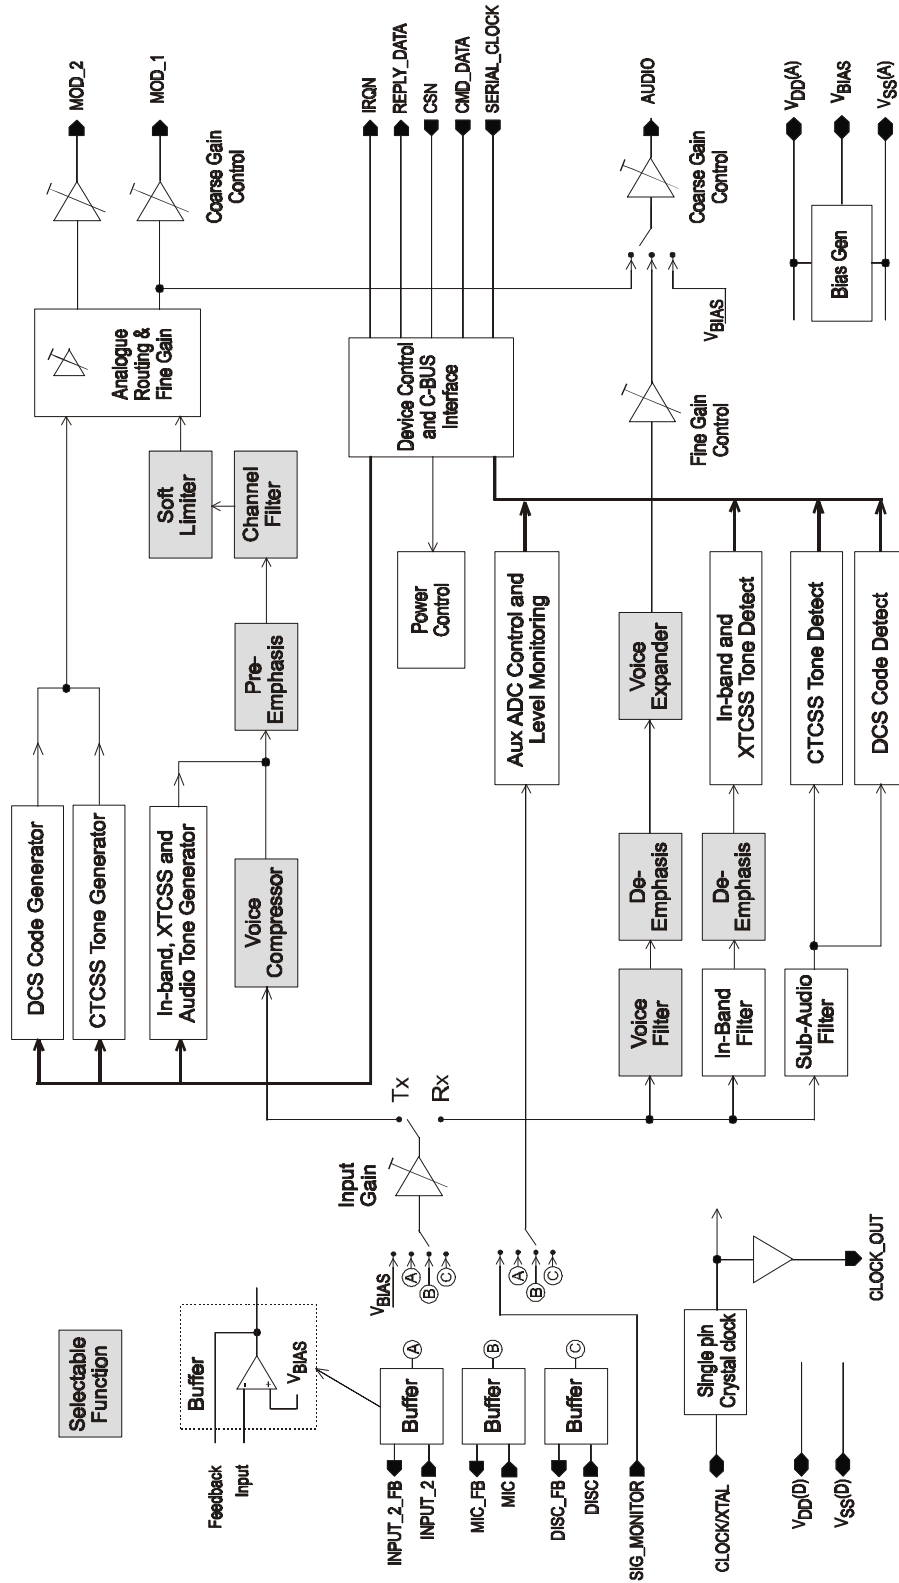 Selectable
Function
Buffer
Feedback
Input
VBIAS
INPUT_2_FB
INPUT_2
Buffer
A
MIC_FB
MIC
Buffer
B
DISC_FB
DISC
Buffer
C
SIG_MONITOR
CLOCK/XTAL
Single pin
Crystal clock
CLOCK_OUT
VDD(D)
VSS(D)
VBIAS
A
B
C
A
B
C
Input
Gain
Tx
Rx
DCS Code Generator
CTCSS Tone Generator
In-band, XTCSS and
Audio Tone Generator
Voice
Compressor
Pre-
Emphasis
Channel
Filter
Soft
Limiter
Analogue
Routing &
Fine Gain
MOD_2
MOD_1
Coarse Gain
Control
Device Control
and C-BUS
Interface
IRQN
REPLY_DATA
CSN
CMD_DATA
SERIAL_CLOCK
Power
Control
Aux ADC Control and
Level Monitoring
Voice
Filter
De-
Emphasis
Voice
Expander
Fine Gain
Control
VBIAS
Coarse Gain
Control
AUDIO
In-Band
Filter
De-
Emphasis
In-band and
XTCSS Tone Detect
Sub-Audio
Filter
CTCSS Tone Detect
DCS Code Detect
Bias Gen
VDD(A)
VBIAS
VSS(A)